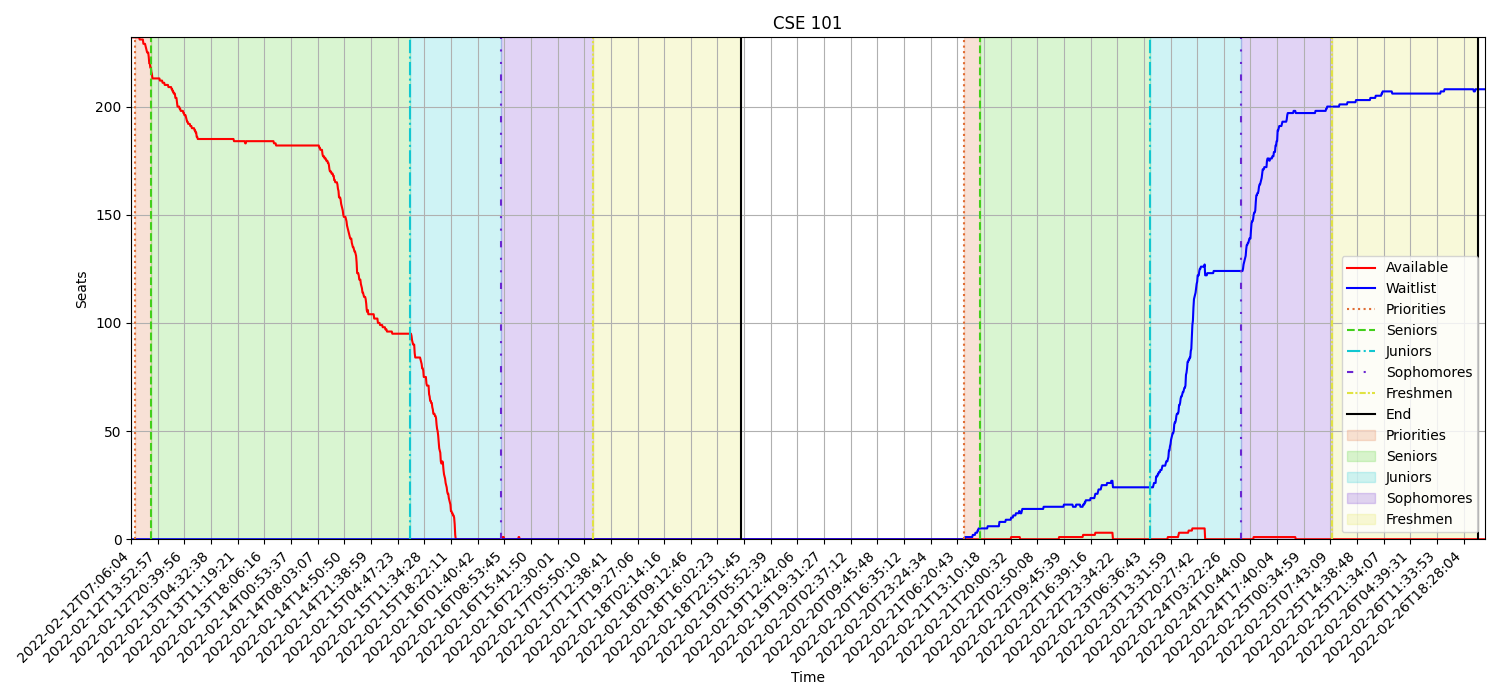 CSE 101
Seats
200
150
100
50
0
Available
Waitlist
Priorities
Seniors
Juniors
Sophomores
Freshmen
End
Priorities
Seniors
Juniors
Sophomores
Freshmen
2022-02-12T07:06:04
2022-02-12T13:52:57
2022-02-12T20:39:56
2022-02-13T04:32:38
2022-02-13T11:19:21
2022-02-13T18:06:16
2022-02-14T00:53:37
2022-02-14T08:03:07
2022-02-14T14:50:50
2022-02-14T21:38:59
2022-02-15T04:47:23
2022-02-15T11:34:28
2022-02-15T18:22:11
2022-02-16T01:40:42
2022-02-16T08:53:45
2022-02-16T15:41:50
2022-02-16T22:30:01
2022-02-17T05:50:10
2022-02-17T12:38:41
2022-02-17T19:27:06
2022-02-18T02:14:16
2022-02-18T09:12:46
2022-02-18T16:02:23
2022-02-18T22:51:45
2022-02-19T05:52:39
2022-02-19T12:42:06
2022-02-19T19:31:27
2022-02-20T02:37:12
2022-02-20T09:45:48
2022-02-20T16:35:12
2022-02-20T23:24:34
2022-02-21T06:20:43
2022-02-21T13:10:18
2022-02-21T20:00:32
2022-02-22T02:50:08
2022-02-22T09:45:39
2022-02-22T16:39:16
2022-02-22T23:34:22
2022-02-23T06:36:43
2022-02-23T13:31:59
2022-02-23T20:27:42
2022-02-24T03:22:26
2022-02-24T10:44:00
2022-02-24T17:40:04
2022-02-25T00:34:59
2022-02-25T07:43:09
2022-02-25T14:38:48
2022-02-25T21:34:07
2022-02-26T04:39:31
2022-02-26T11:33:53
2022-02-26T18:28:04
Time